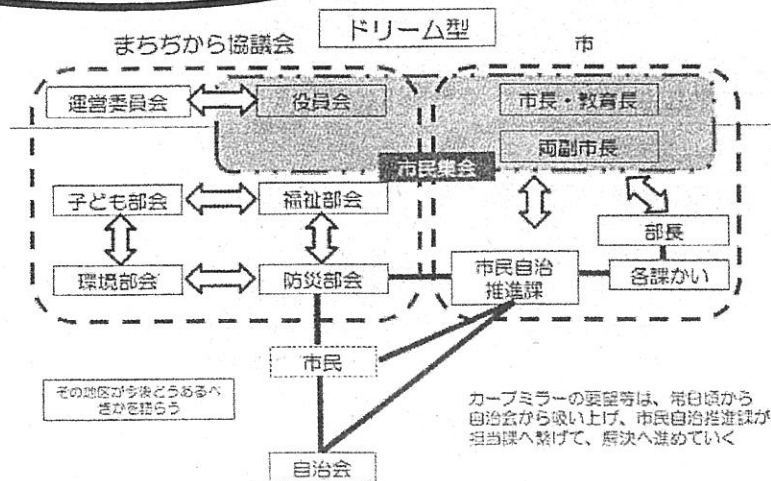 ドリーム型
まちぢから協議会
市
運営委員会
役員会
市長・教育長
両副市長
市民集会
子ども部会
福祉部会
部長
環境部会
防災部会
市民自治
推進課
各課かい
市民
その地区が今後どうあるべ
きかを語らう
カーブミラーの要望等は、常日頃から
自治会から吸い上げ、市民自治推進課が
担当課へ繋げて、解決へ進めていく
自治会